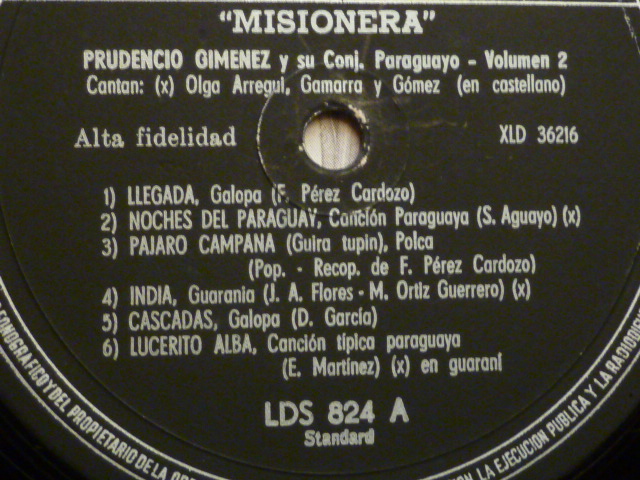 "MISIONERA"
PRUDENCIO GIMENEZ y su Conj. Paraguayo - Volumen 2
Cantan: (x) Olga Arregui, Gamarra y Gómez (en castellano)
Alta fidelidad
XLD 36216
1) LLEGADA, Galopa (F. Pérez Cardozo)
2) NOCHES DEL PARAGUAY, Canción Paraguaya (S. Aguayo) (x)
3) PAJARO CAMPANA (Guira tupin), Polca
(Pop. - Recop. de F. Pérez Cardozo)
4) INDIA, Guarania (J. A. Flores - M. Ortiz Guerrero) (x)
5) CASCADAS, Galopa (D. García)
6) LUCERITO ALBA, Canción típica paraguaya
(E. Martínez) (x) en guaraní
LDS 824 A
Standard
FONOGRAFICO Y DEL PROPIETARIO DE LA
LA EJECUCION PUBLICA Y LA